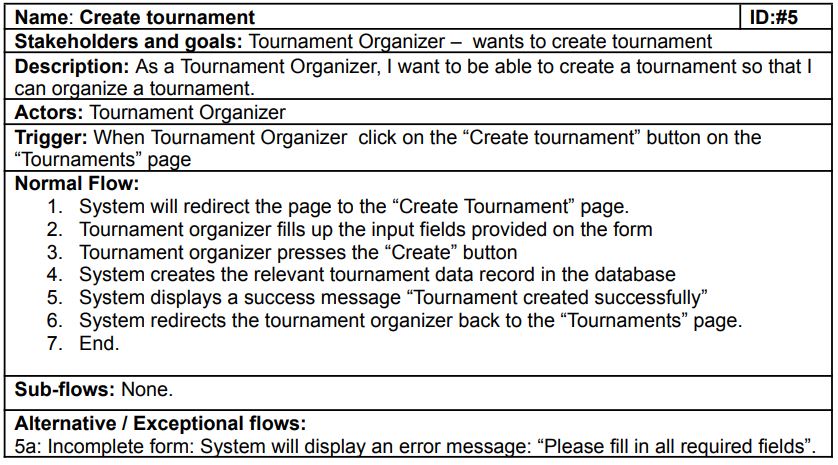 Name: Create tournament ID:#5
Stakeholders and goals: Tournament Organizer – wants to create tournament
Description: As a Tournament Organizer, I want to be able to create a tournament so that I
can organize a tournament.
Actors: Tournament Organizer
Trigger: When Tournament Organizer click on the “Create tournament” button on the
“Tournaments” page
Normal Flow:
1. System will redirect the page to the “Create Tournament” page.
2. Tournament organizer fills up the input fields provided on the form
3. Tournament organizer presses the “Create” button
4. System creates the relevant tournament data record in the database
5. System displays a success message “Tournament created successfully”
6. System redirects the tournament organizer back to the “Tournaments” page.
7. End.
Sub-flows: None.
Alternative / Exceptional flows:
5a: Incomplete form: System will display an error message: “Please fill in all required fields”.